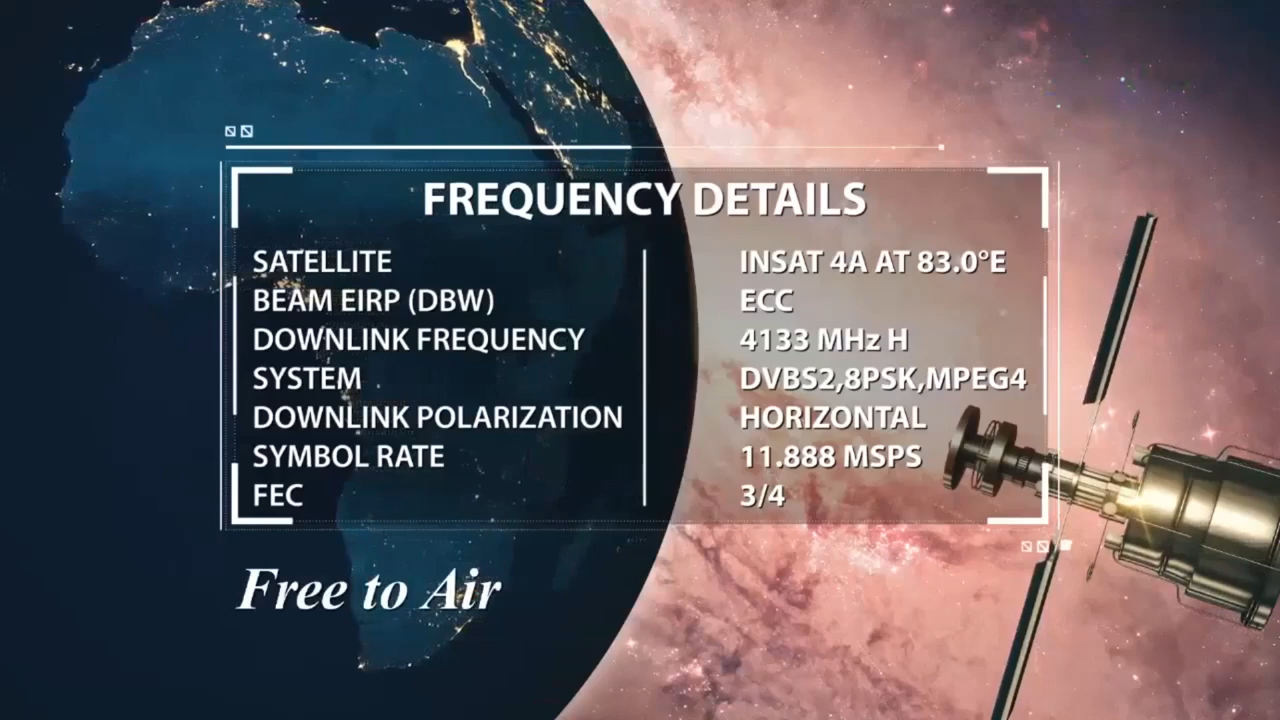 FREQUENCY DETAILS
SATELLITE INSAT 4A AT 83.0°E
BEAM EIRP (DBW) ECC
DOWNLINK FREQUENCY 4133 MHz H
SYSTEM DVBS2,8PSK,MPEG4
DOWNLINK POLARIZATION HORIZONTAL
SYMBOL RATE 11.888 MSPS
FEC 3/4
Free to Air